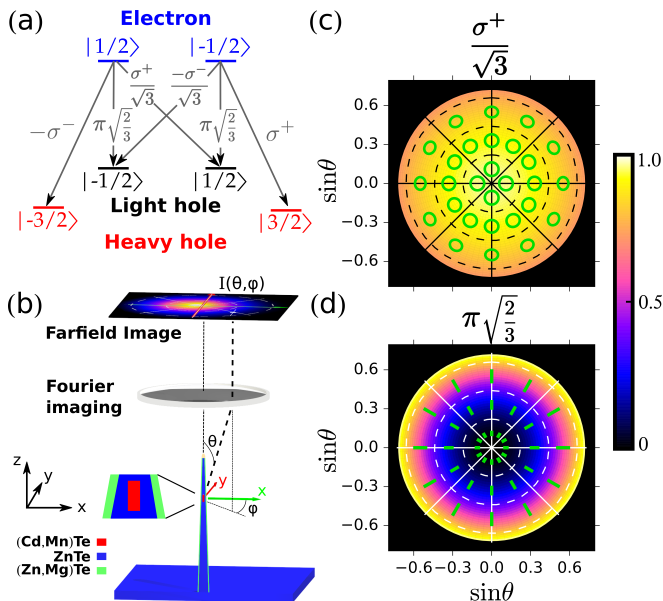 (a)
Electron
|1/2⟩ |-1/2⟩
σ⁺/√3 -σ⁻/√3
-σ⁻ π√(2/3) π√(2/3) σ⁺
|-1/2⟩ |1/2⟩
Light hole
|-3/2⟩ |3/2⟩
Heavy hole
(b)
I(θ,φ)
Farfield Image
Fourier
imaging
θ
z
y
x
y
x
φ
(Cd,Mn)Te
ZnTe
(Zn,Mg)Te
(c)
σ⁺/√3
sinθ
0.6
0.3
0.0
−0.3
−0.6
(d)
π√(2/3)
sinθ
0.6
0.3
0.0
−0.3
−0.6
−0.6 −0.3 0.0 0.3 0.6
sinθ
1.0
0.5
0